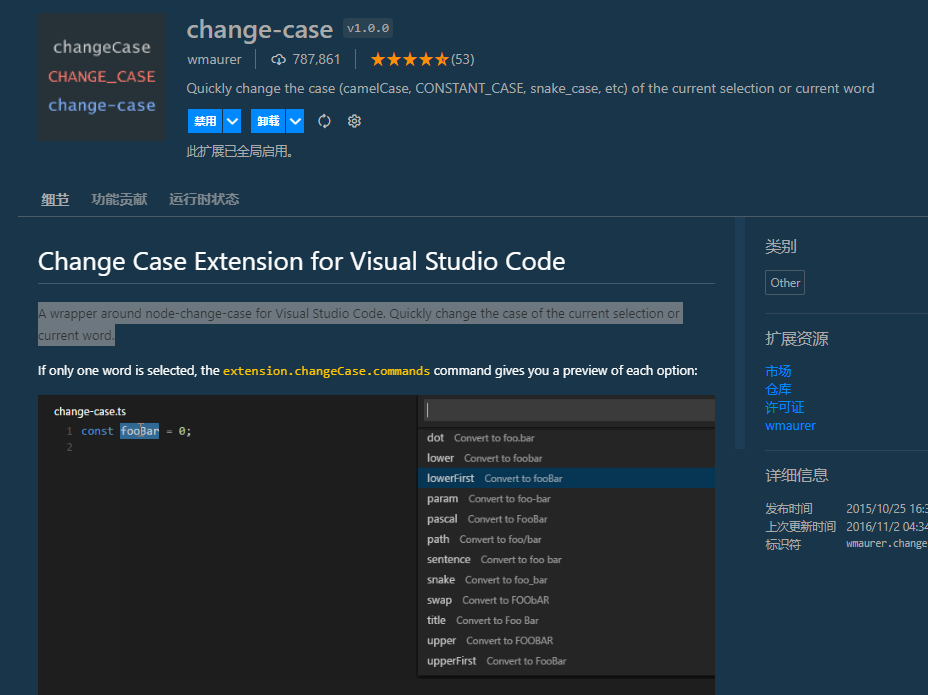 changeCase
CHANGE_CASE
change-case
change-case v1.0.0
wmaurer 787,861 (53)
Quickly change the case (camelCase, CONSTANT_CASE, snake_case, etc) of the current selection or current word
禁用 卸载
此扩展已全局启用。
细节 功能贡献 运行时状态
Change Case Extension for Visual Studio Code
A wrapper around node-change-case for Visual Studio Code. Quickly change the case of the current selection or
current word.
If only one word is selected, the extension.changeCase.commands command gives you a preview of each option:
change-case.ts
1 const fooBar = 0;
2
dot Convert to foo.bar
lower Convert to foobar
lowerFirst Convert to fooBar
param Convert to foo-bar
pascal Convert to FooBar
path Convert to foo/bar
sentence Convert to foo bar
snake Convert to foo_bar
swap Convert to FOObAR
title Convert to Foo Bar
upper Convert to FOOBAR
upperFirst Convert to FooBar
类别
Other
扩展资源
市场
仓库
许可证
wmaurer
详细信息
发布时间 2015/10/25 16:3
上次更新时间 2016/11/2 04:34
标识符 wmaurer.change